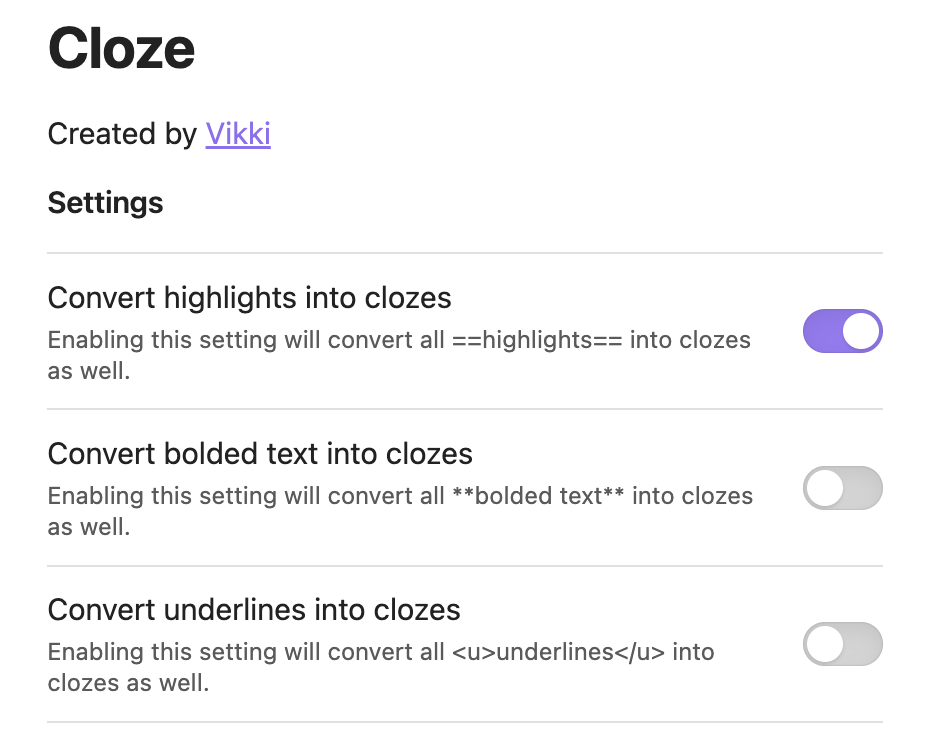 Cloze
Created by Vikki
Settings
Convert highlights into clozes
Enabling this setting will convert all ==highlights== into clozes
as well.
Convert bolded text into clozes
Enabling this setting will convert all **bolded text** into clozes
as well.
Convert underlines into clozes
Enabling this setting will convert all <u>underlines</u> into
clozes as well.